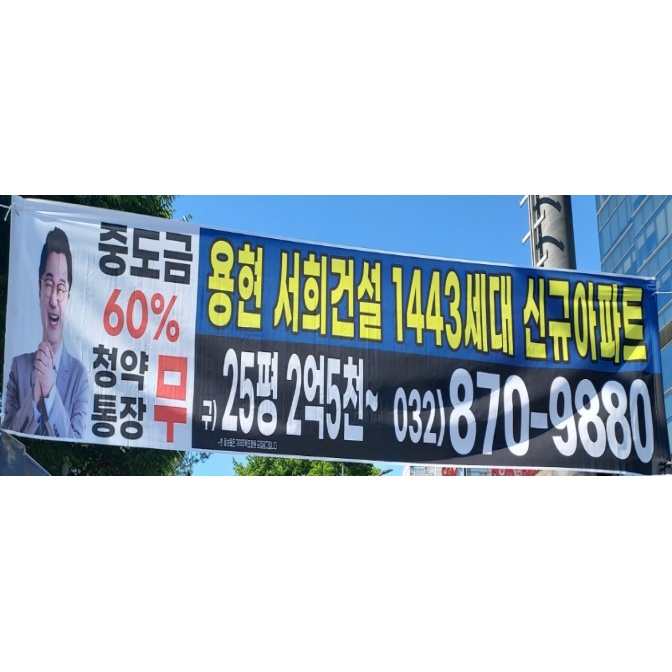 중도금
60%
청약
통장 무
용현 서희건설 1443세대 신규아파트
구) 25평 2억5천~ 032)870-9880